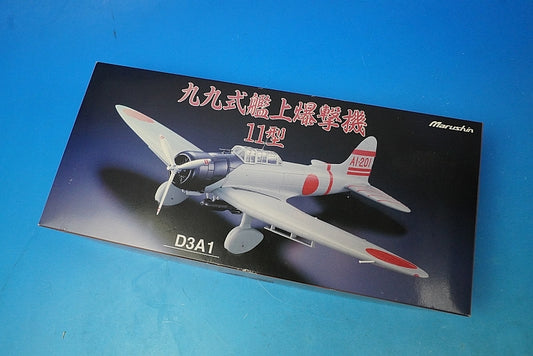 九九式艦上爆撃機
11型
Marushin
AI-201
D3A1